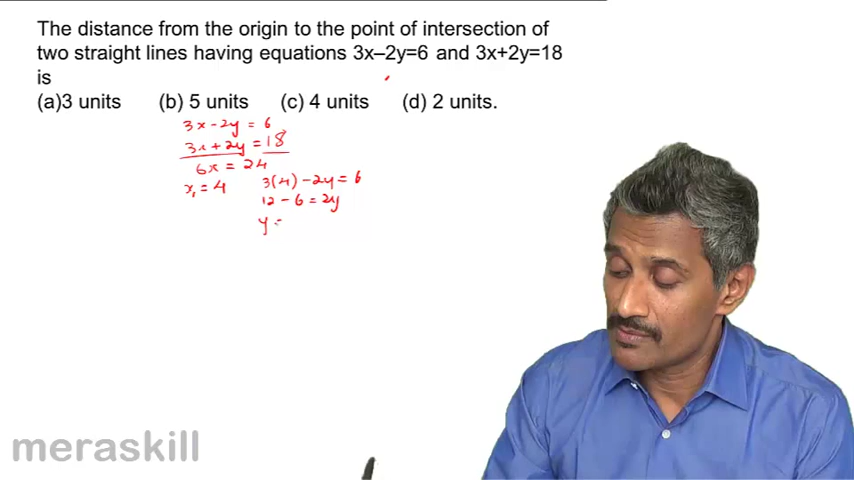 The distance from the origin to the point of intersection of
two straight lines having equations 3x–2y=6 and 3x+2y=18
is
(a)3 units (b) 5 units (c) 4 units (d) 2 units.
3x - 2y = 6
3x + 2y = 18
6x = 24
x, = 4 3(4) - 2y = 6
12 - 6 = 2y
y =
meraskill